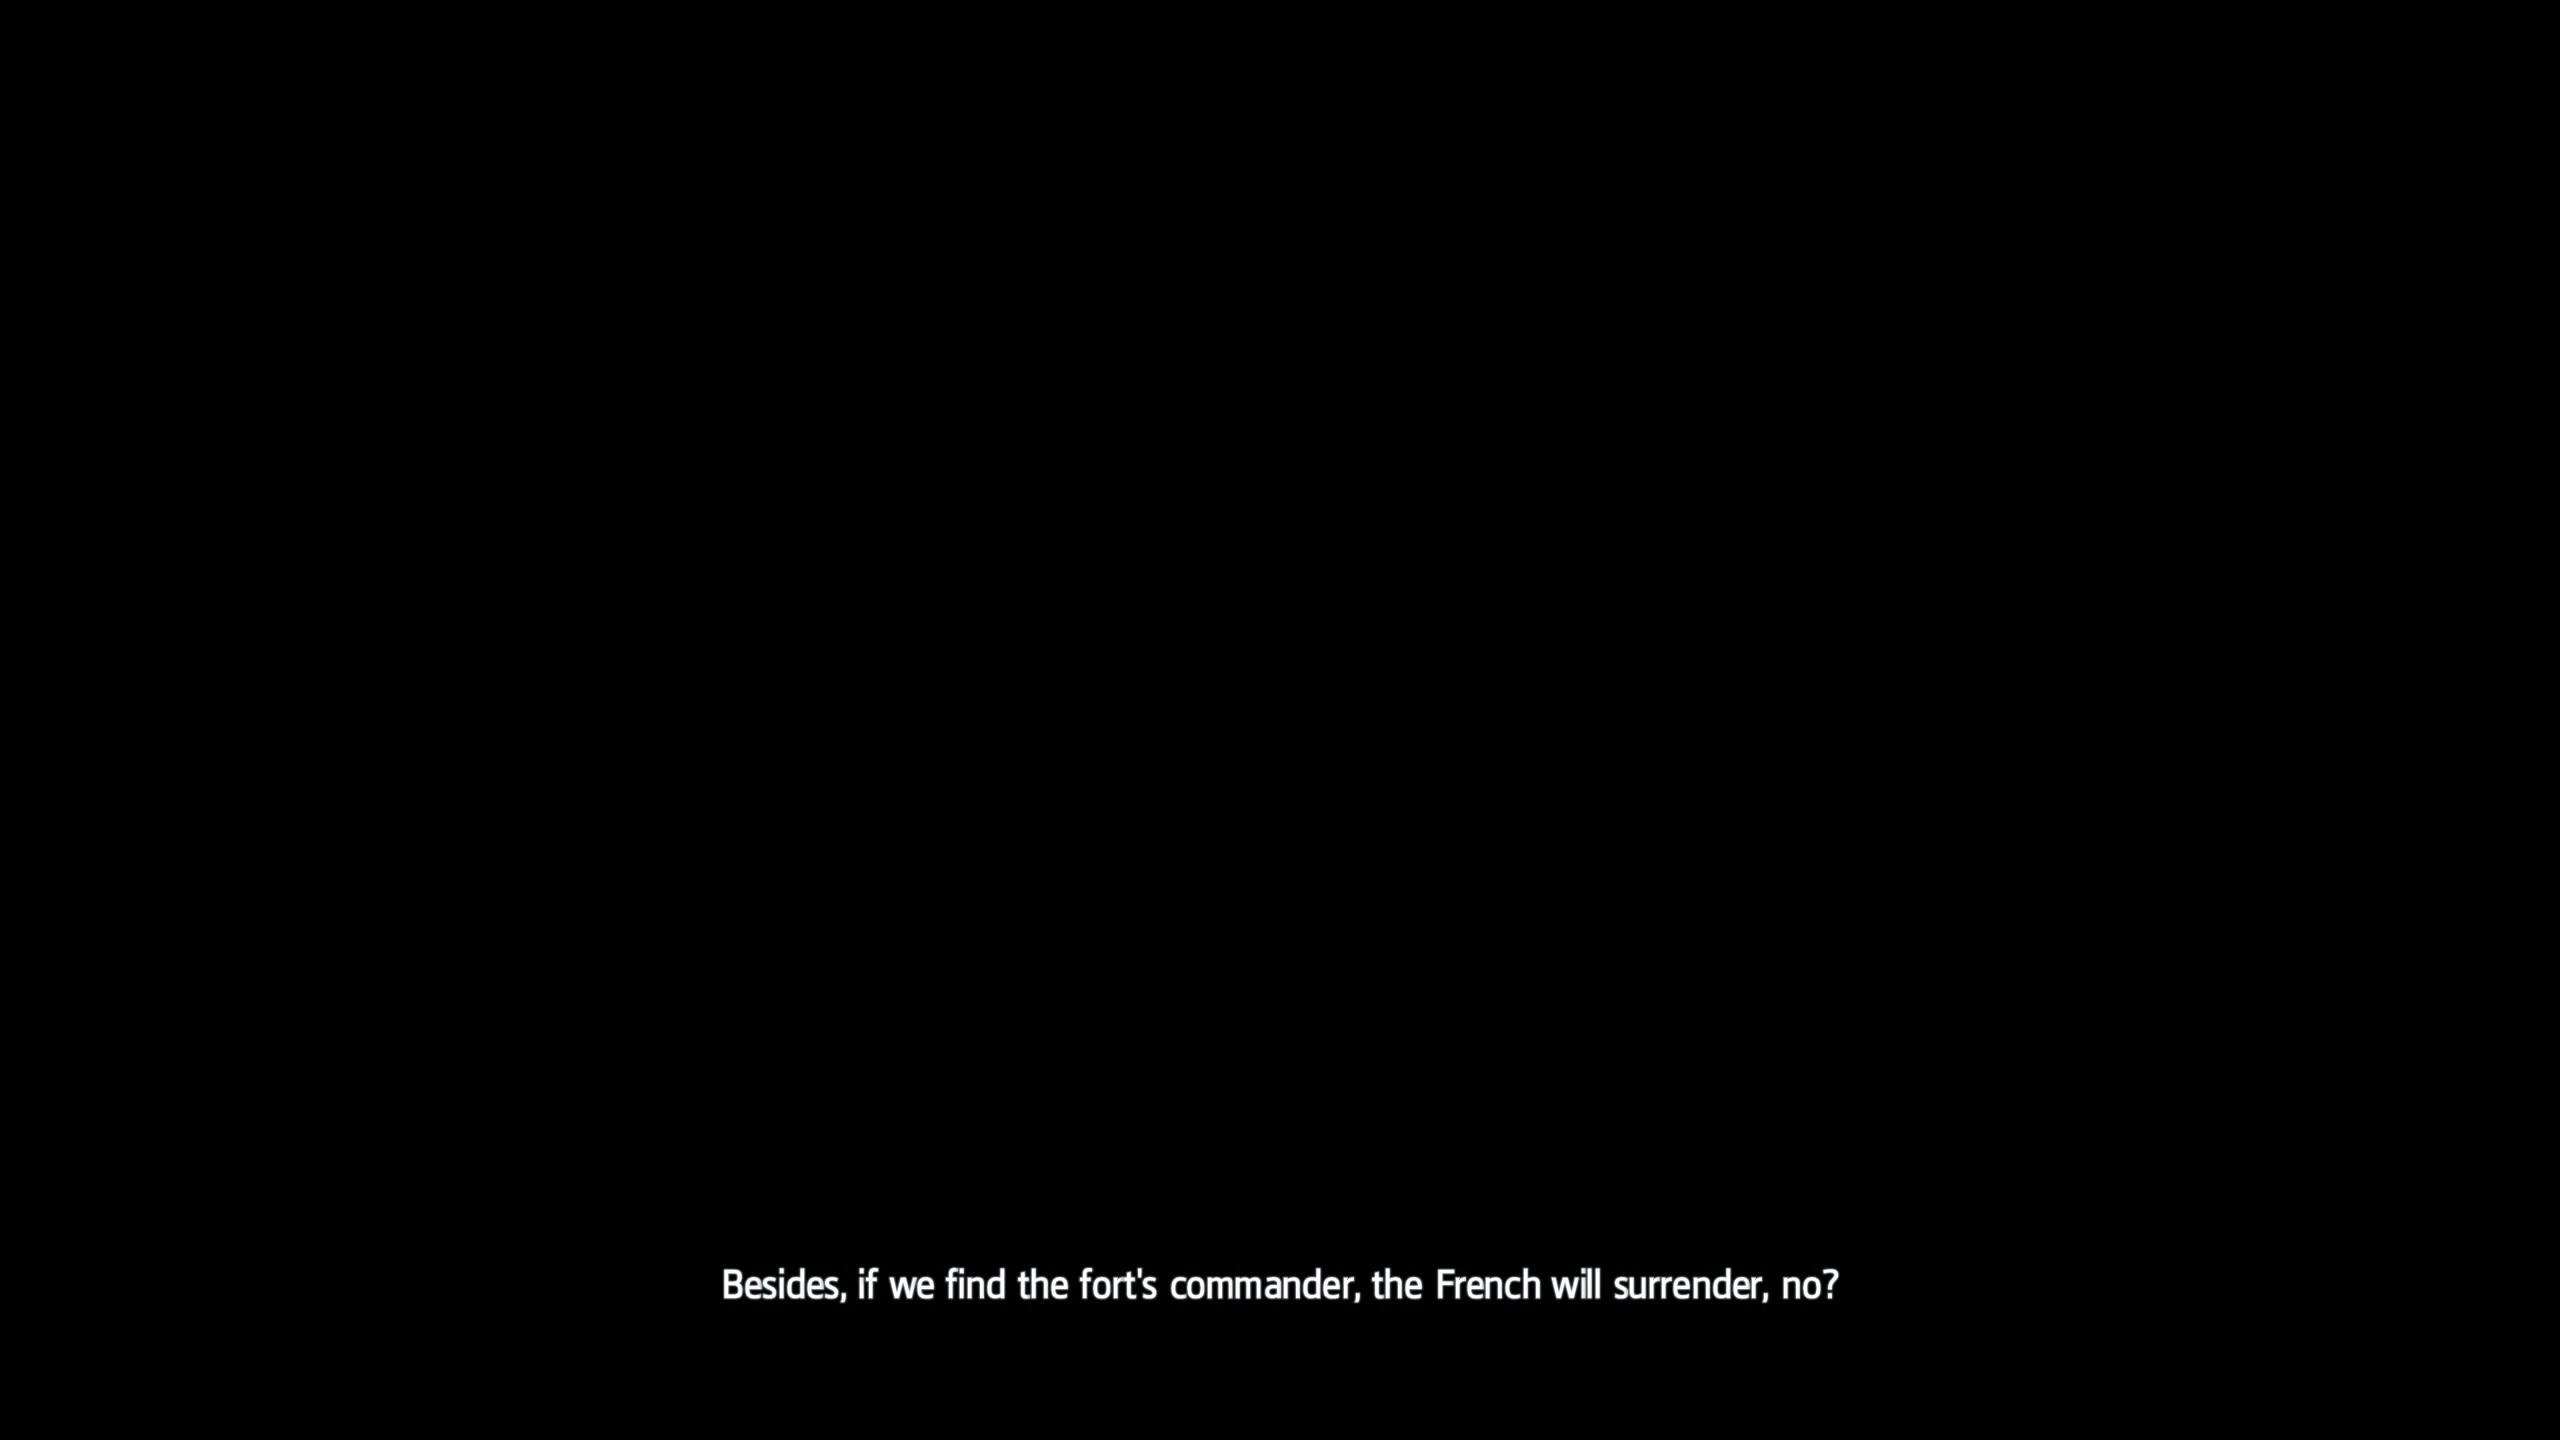 Besides, if we find the fort's commander, the French will surrender, no?